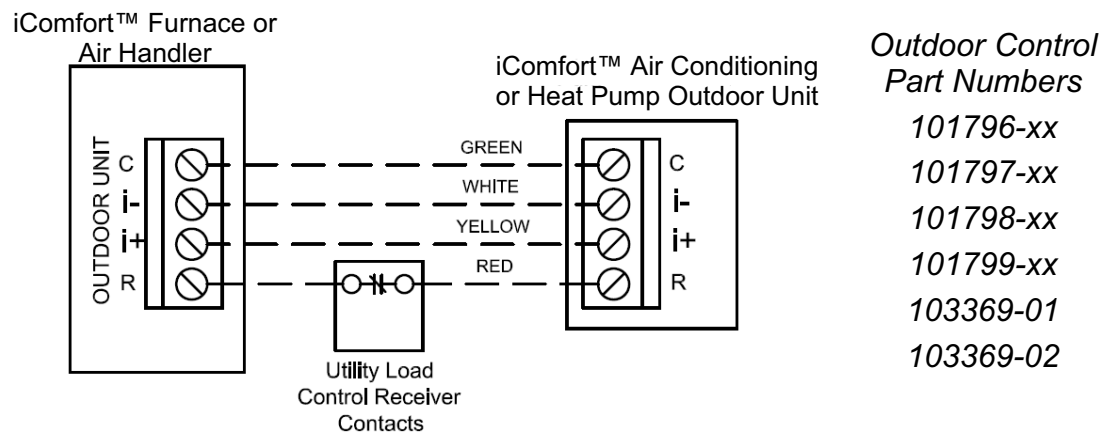 iComfort™ Furnace or
Air Handler
OUTDOOR UNIT
C
i-
i+
R
GREEN
WHITE
YELLOW
RED
Utility Load
Control Receiver
Contacts
iComfort™ Air Conditioning
or Heat Pump Outdoor Unit
C
i-
i+
R
Outdoor Control
Part Numbers
101796-xx
101797-xx
101798-xx
101799-xx
103369-01
103369-02